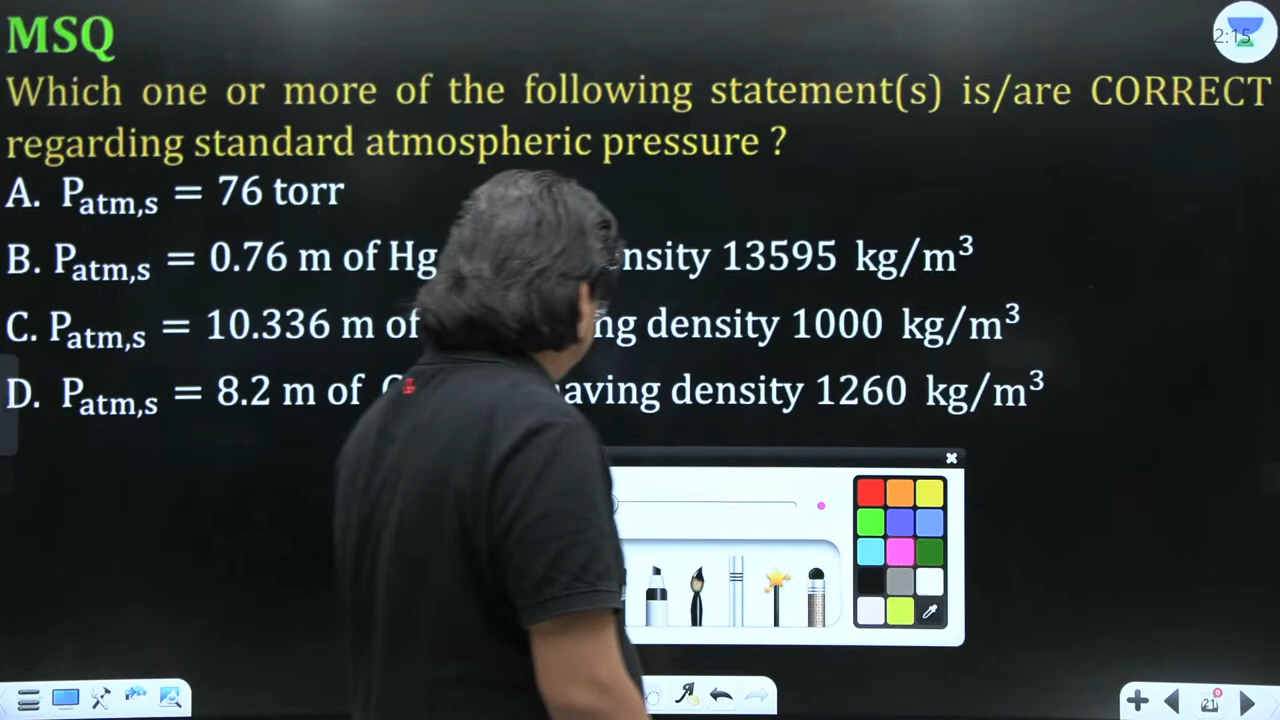 MSQ
2:15
Which one or more of the following statement(s) is/are CORRECT
regarding standard atmospheric pressure ?
A. Patm,s = 76 torr
B. Patm,s = 0.76 m of Hg nsity 13595 kg/m³
C. Patm,s = 10.336 m of ng density 1000 kg/m³
D. Patm,s = 8.2 m of aving density 1260 kg/m³
21